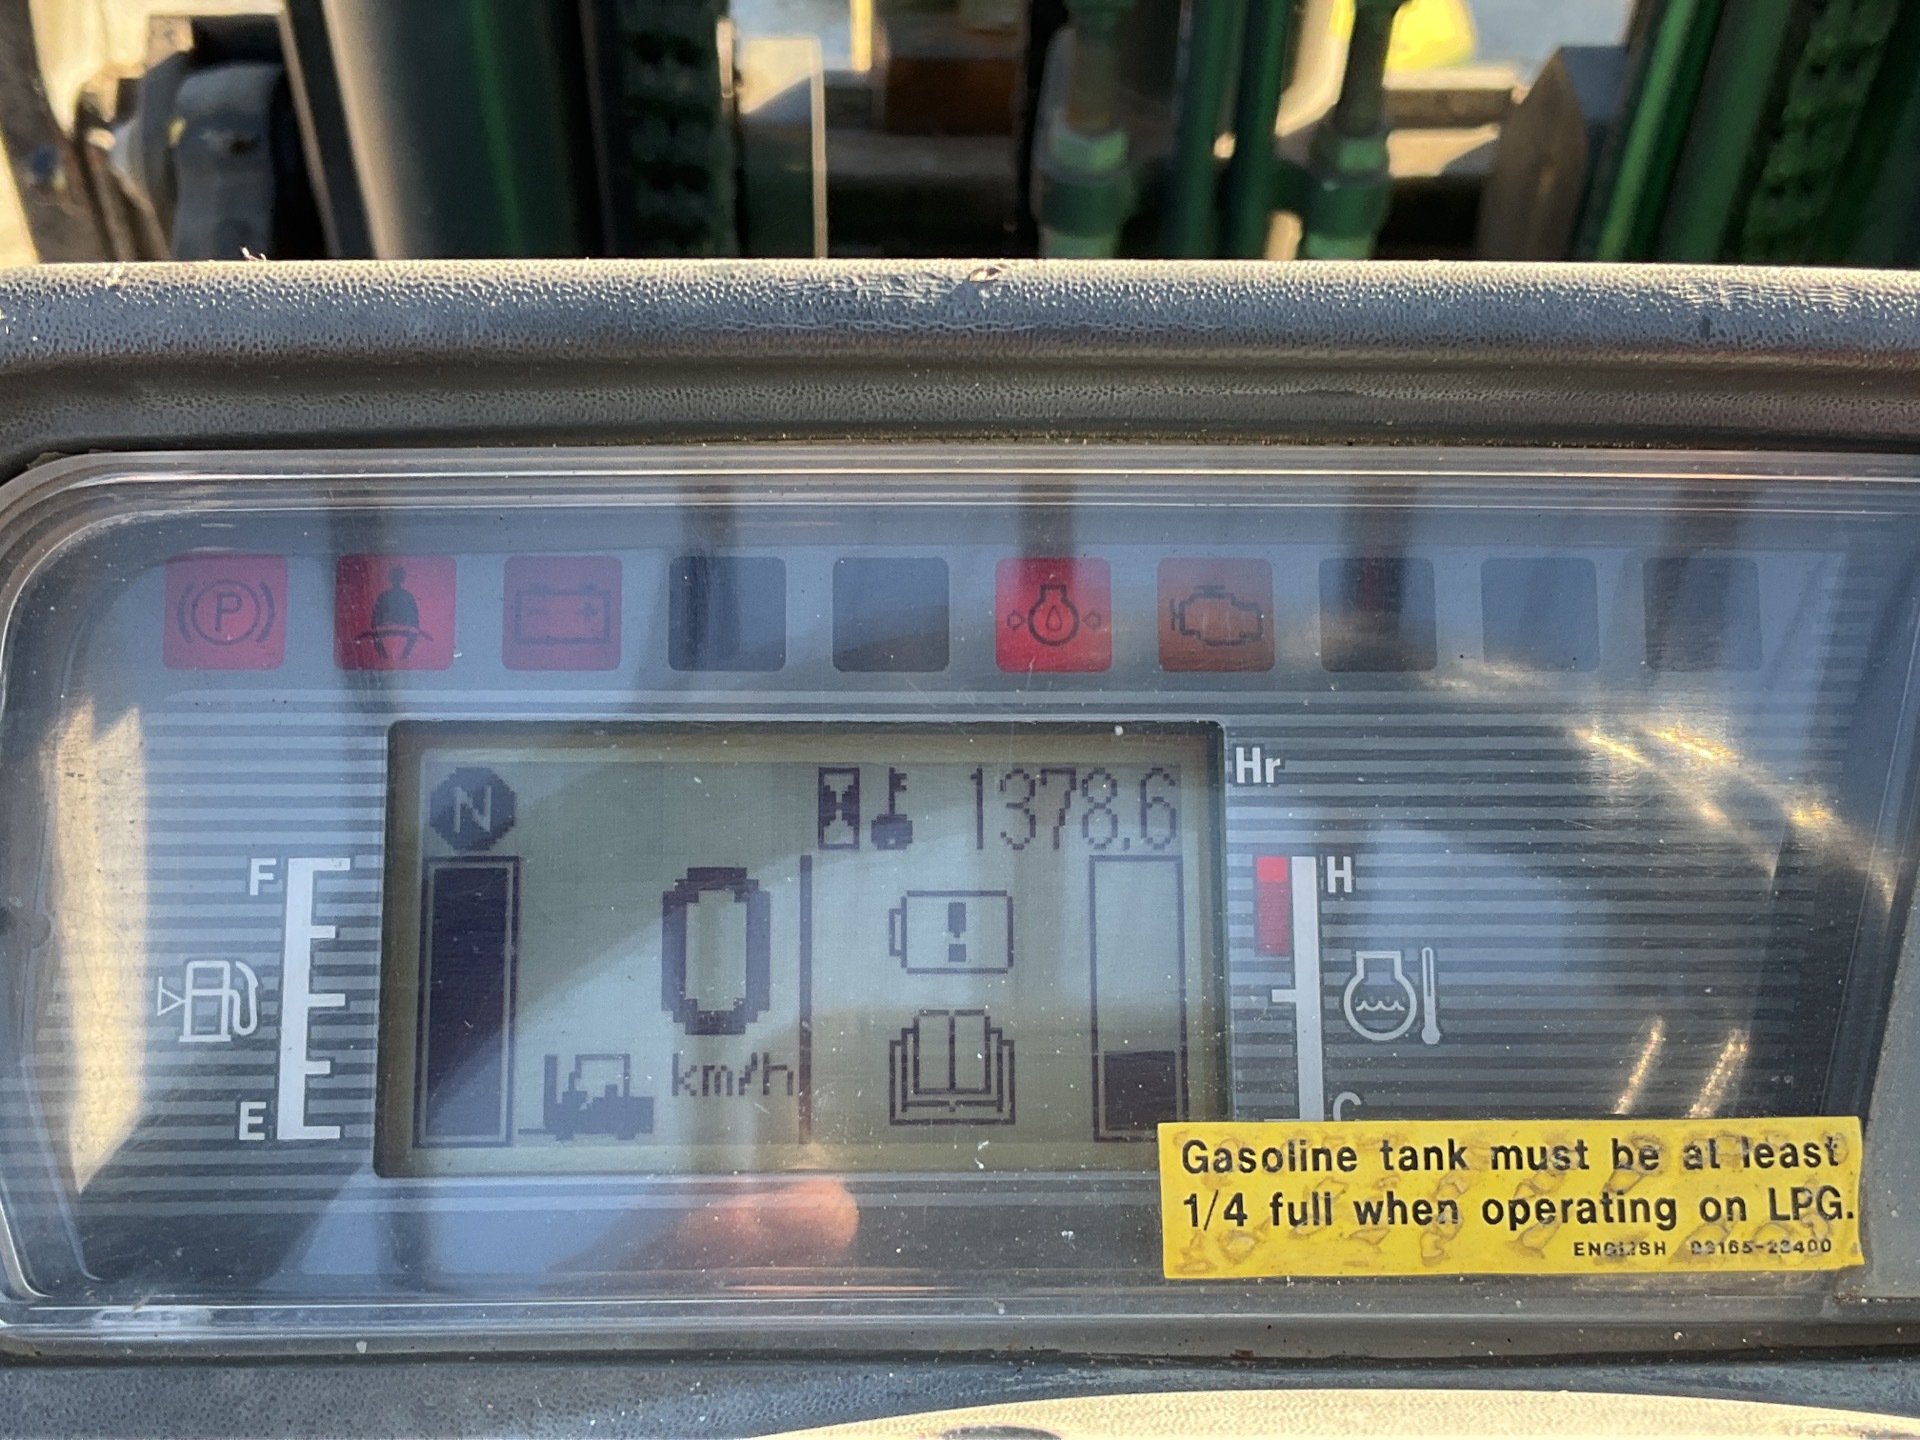 P
N
1378.6
Hr
F
0
H
km/h
E
C
Gasoline tank must be at least
1/4 full when operating on LPG.
ENGLISH